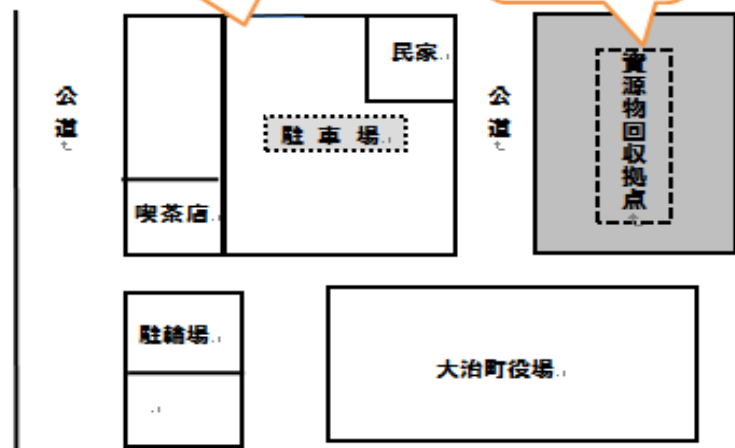 民家
公道
公道
資源物回収拠点
駐車場
喫茶店
駐輪場
大治町役場